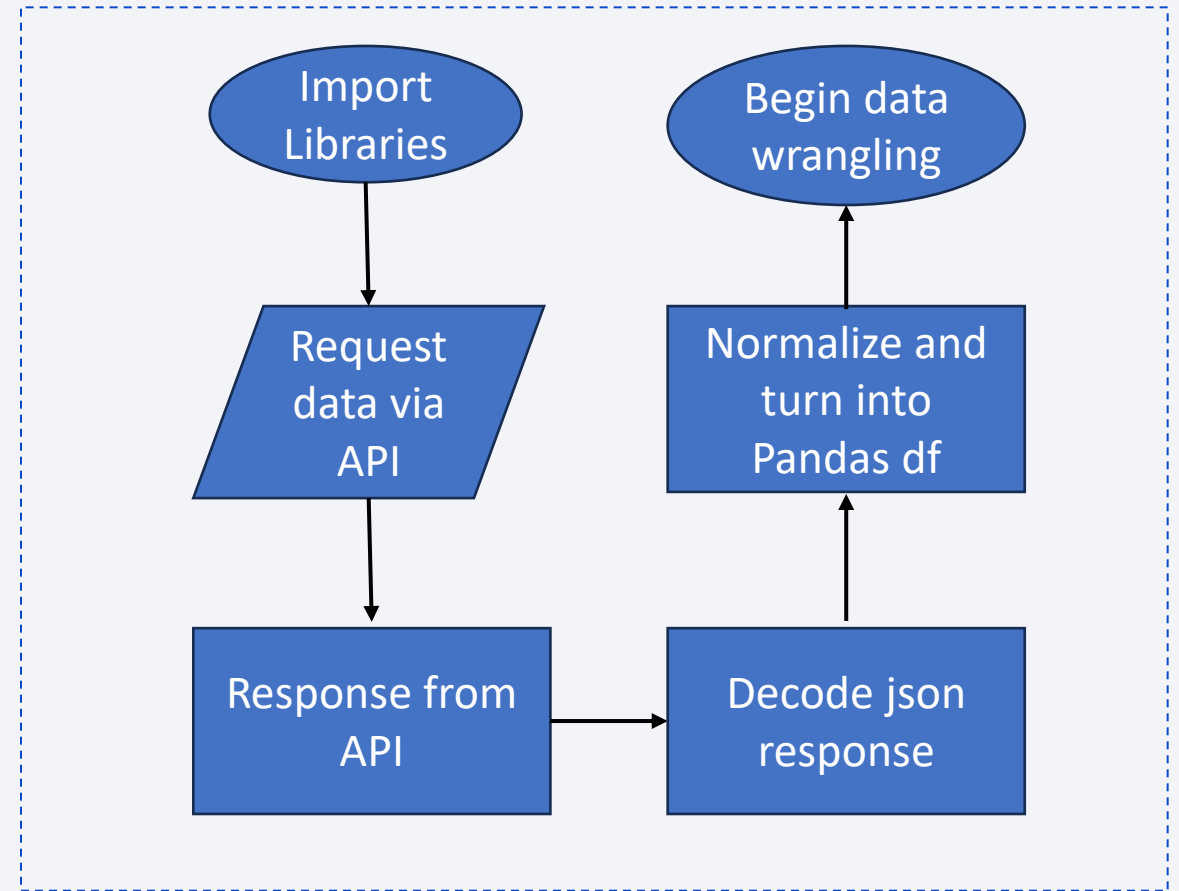 Import
Libraries
Request
data via
API
Response from
API
Decode json
response
Normalize and
turn into
Pandas df
Begin data
wrangling